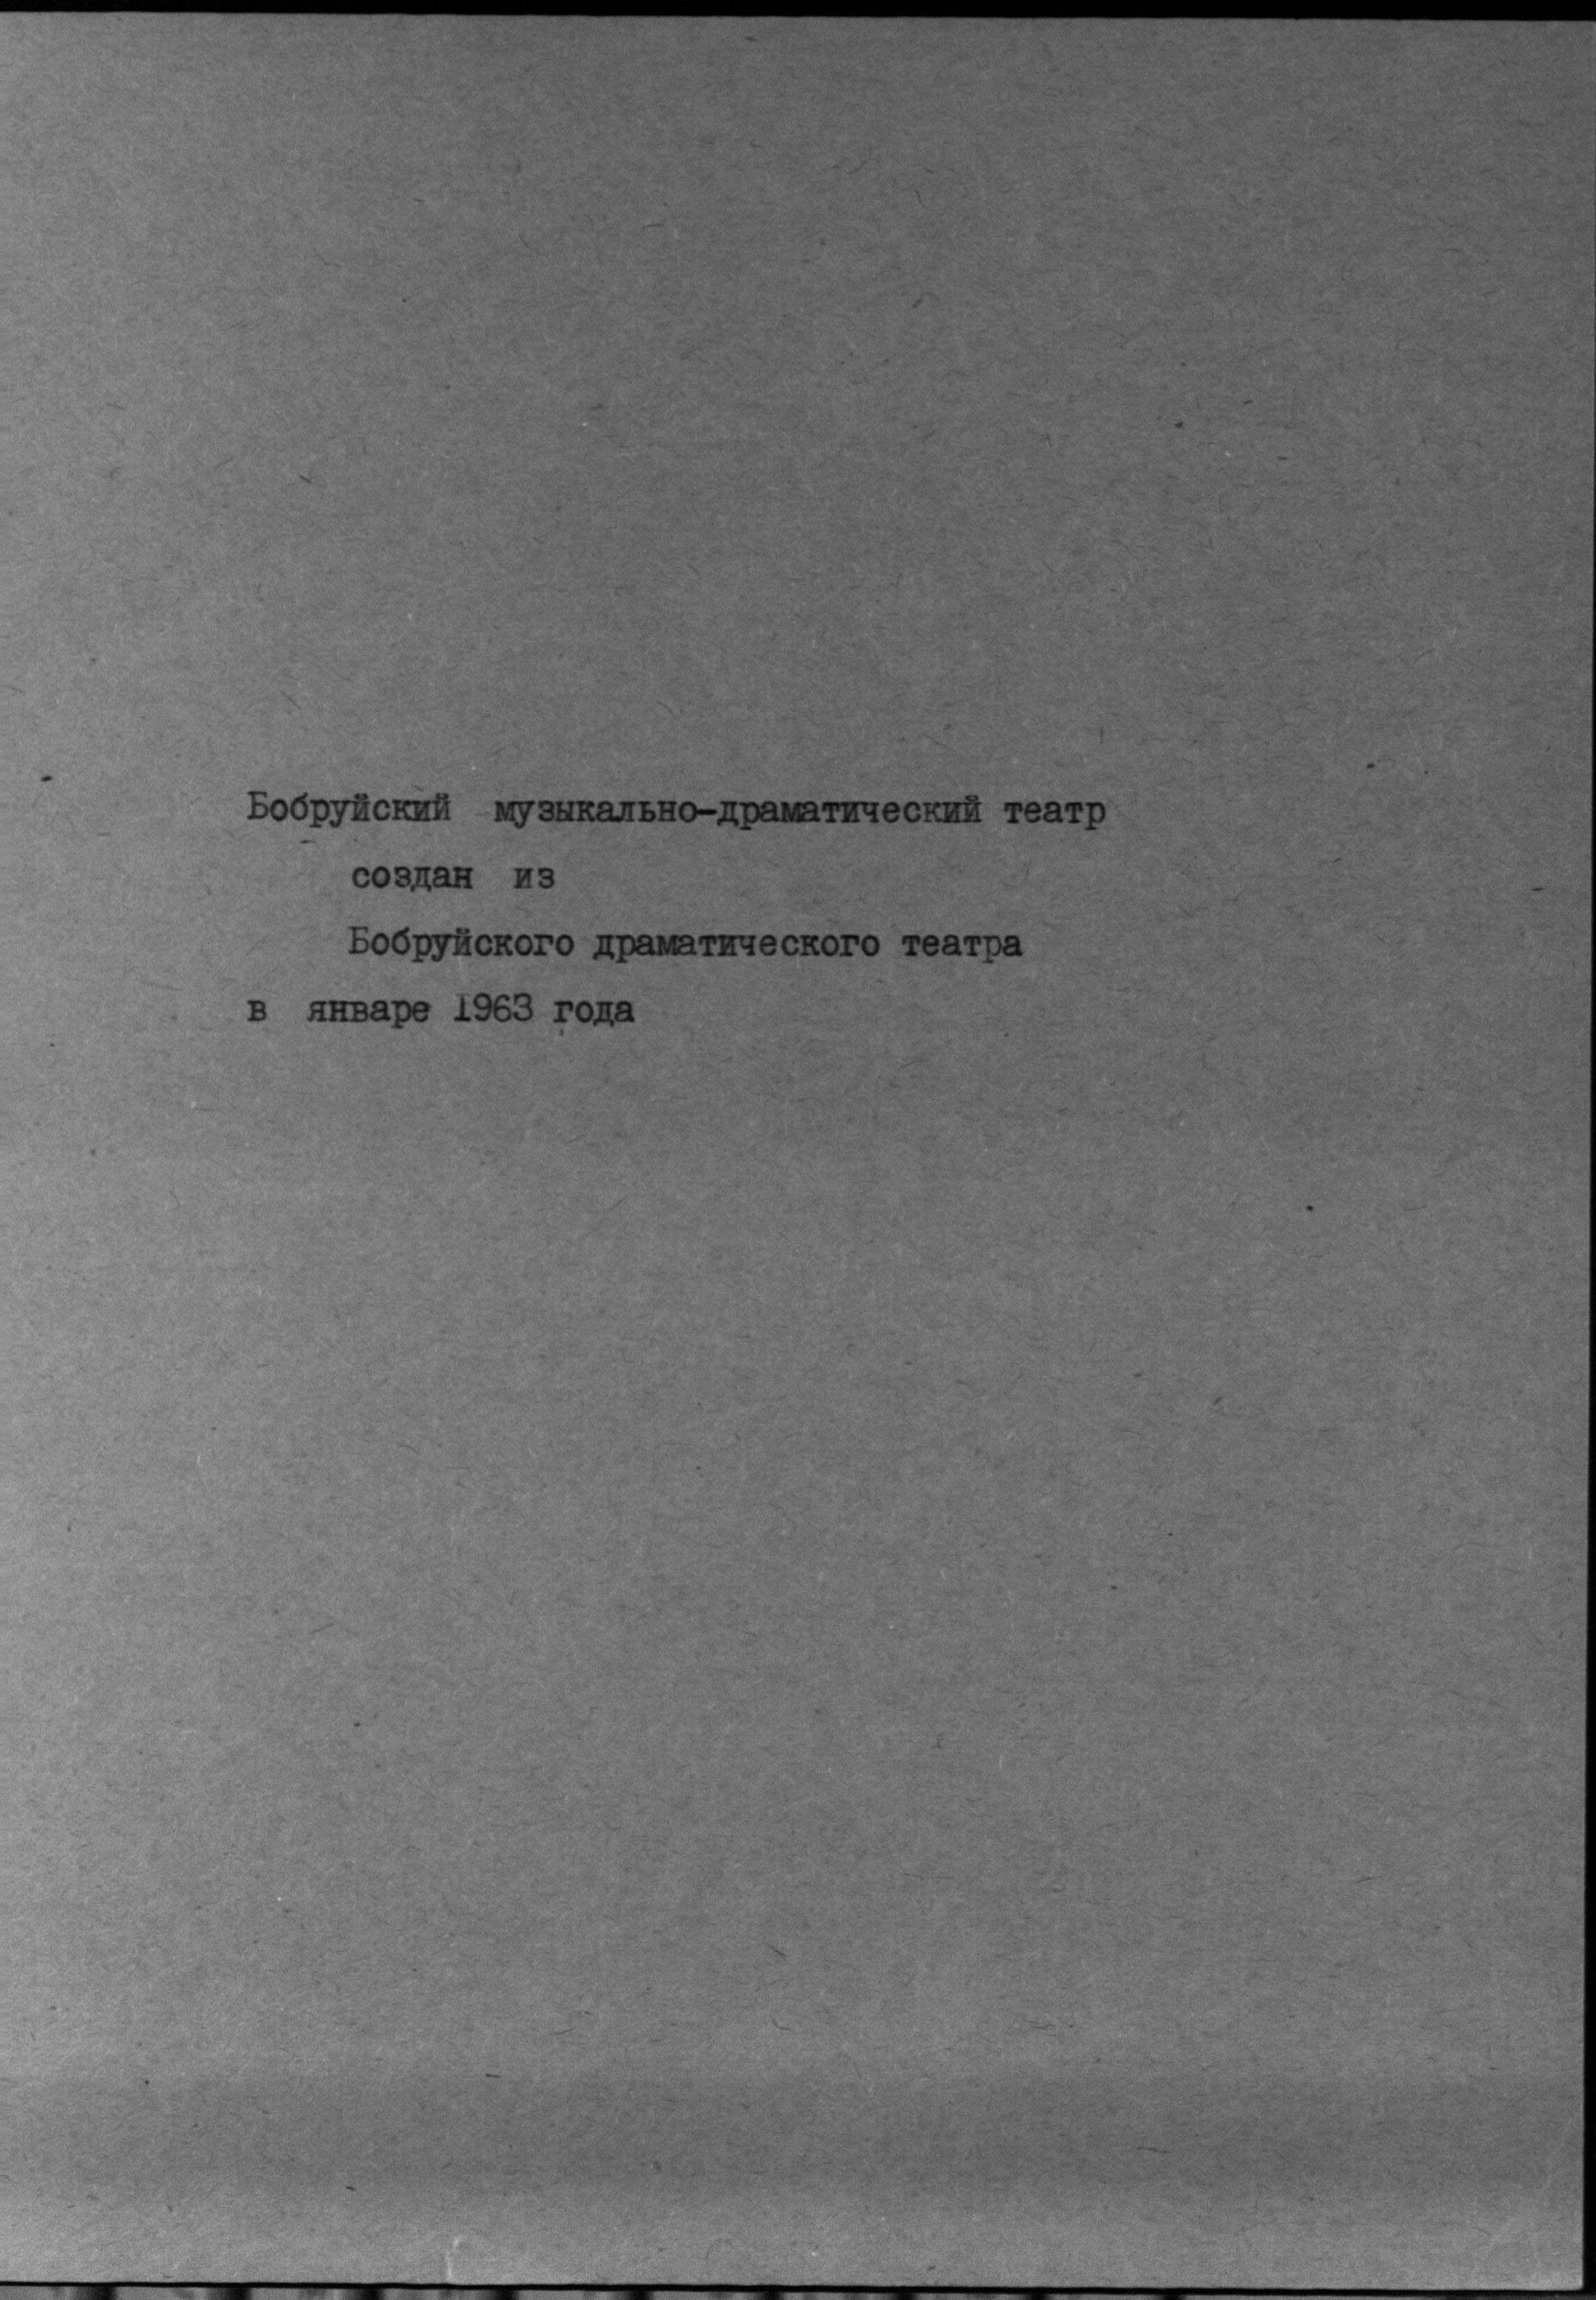 Бобруйский музыкально-драматический театр
создан из
Бобруйского драматического театра
в январе 1963 года